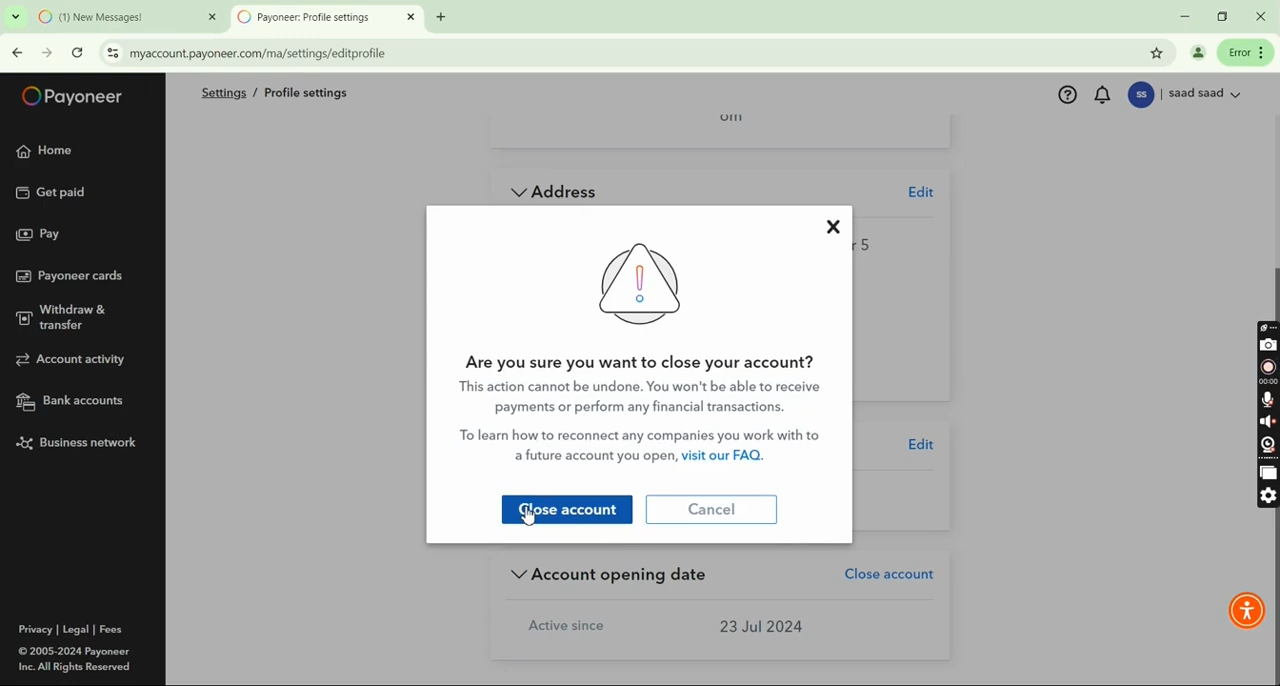 (1) New Messages!
Payoneer: Profile settings
myaccount.payoneer.com/ma/settings/editprofile
Error
Payoneer
Settings / Profile settings
SS | saad saad
Home
Get paid
Pay
Payoneer cards
Withdraw &
transfer
Account activity
Bank accounts
Business network
Privacy | Legal | Fees
© 2005-2024 Payoneer
Inc. All Rights Reserved
om
Address
Edit
r 5
Are you sure you want to close your account?
This action cannot be undone. You won't be able to receive
payments or perform any financial transactions.
To learn how to reconnect any companies you work with to
a future account you open, visit our FAQ.
Close account
Cancel
Edit
Account opening date
Close account
Active since
23 Jul 2024
00:00